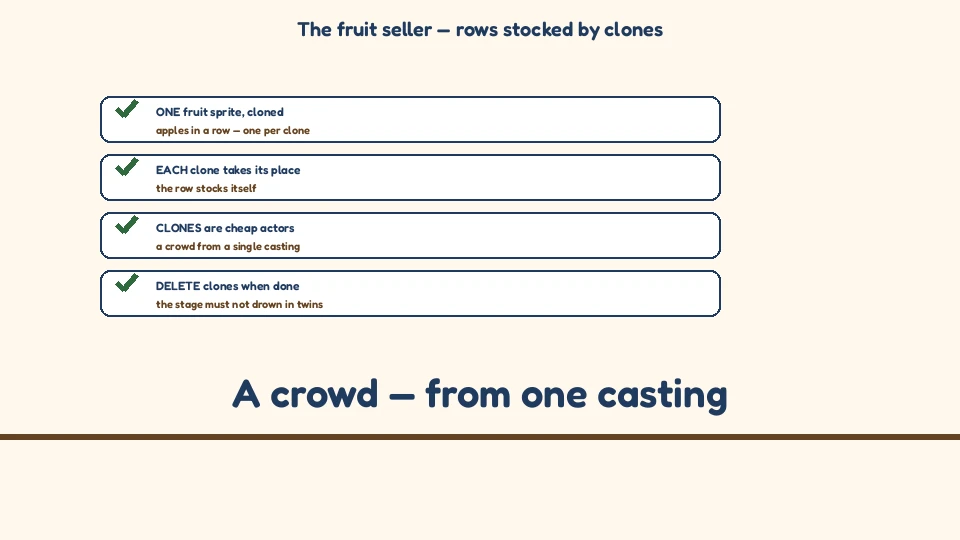 The fruit seller — rows stocked by clones
ONE fruit sprite, cloned
apples in a row — one per clone
EACH clone takes its place
the row stocks itself
CLONES are cheap actors
a crowd from a single casting
DELETE clones when done
the stage must not drown in twins
A crowd — from one casting